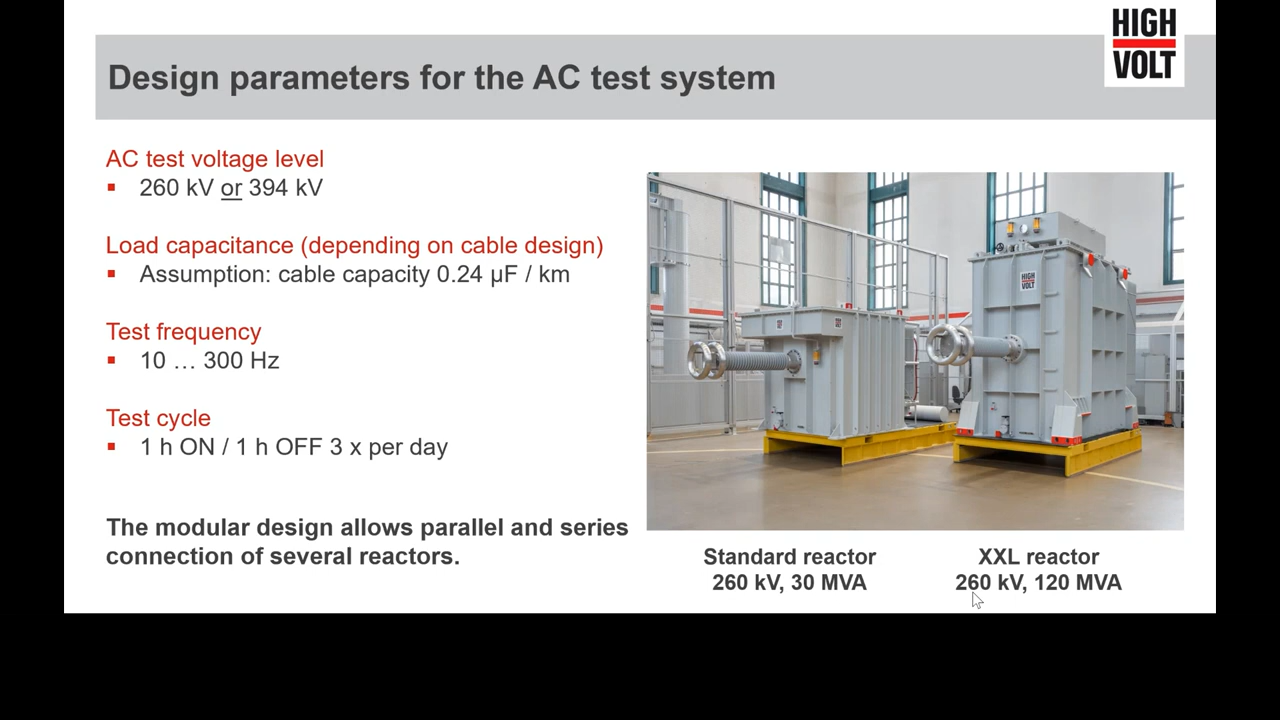 HIGH
VOLT
Design parameters for the AC test system
AC test voltage level
▪ 260 kV or 394 kV
Load capacitance (depending on cable design)
▪ Assumption: cable capacity 0.24 µF / km
Test frequency
▪ 10 … 300 Hz
Test cycle
▪ 1 h ON / 1 h OFF 3 x per day
The modular design allows parallel and series
connection of several reactors.
HIGH
VOLT
Standard reactor
260 kV, 30 MVA
XXL reactor
260 kV, 120 MVA